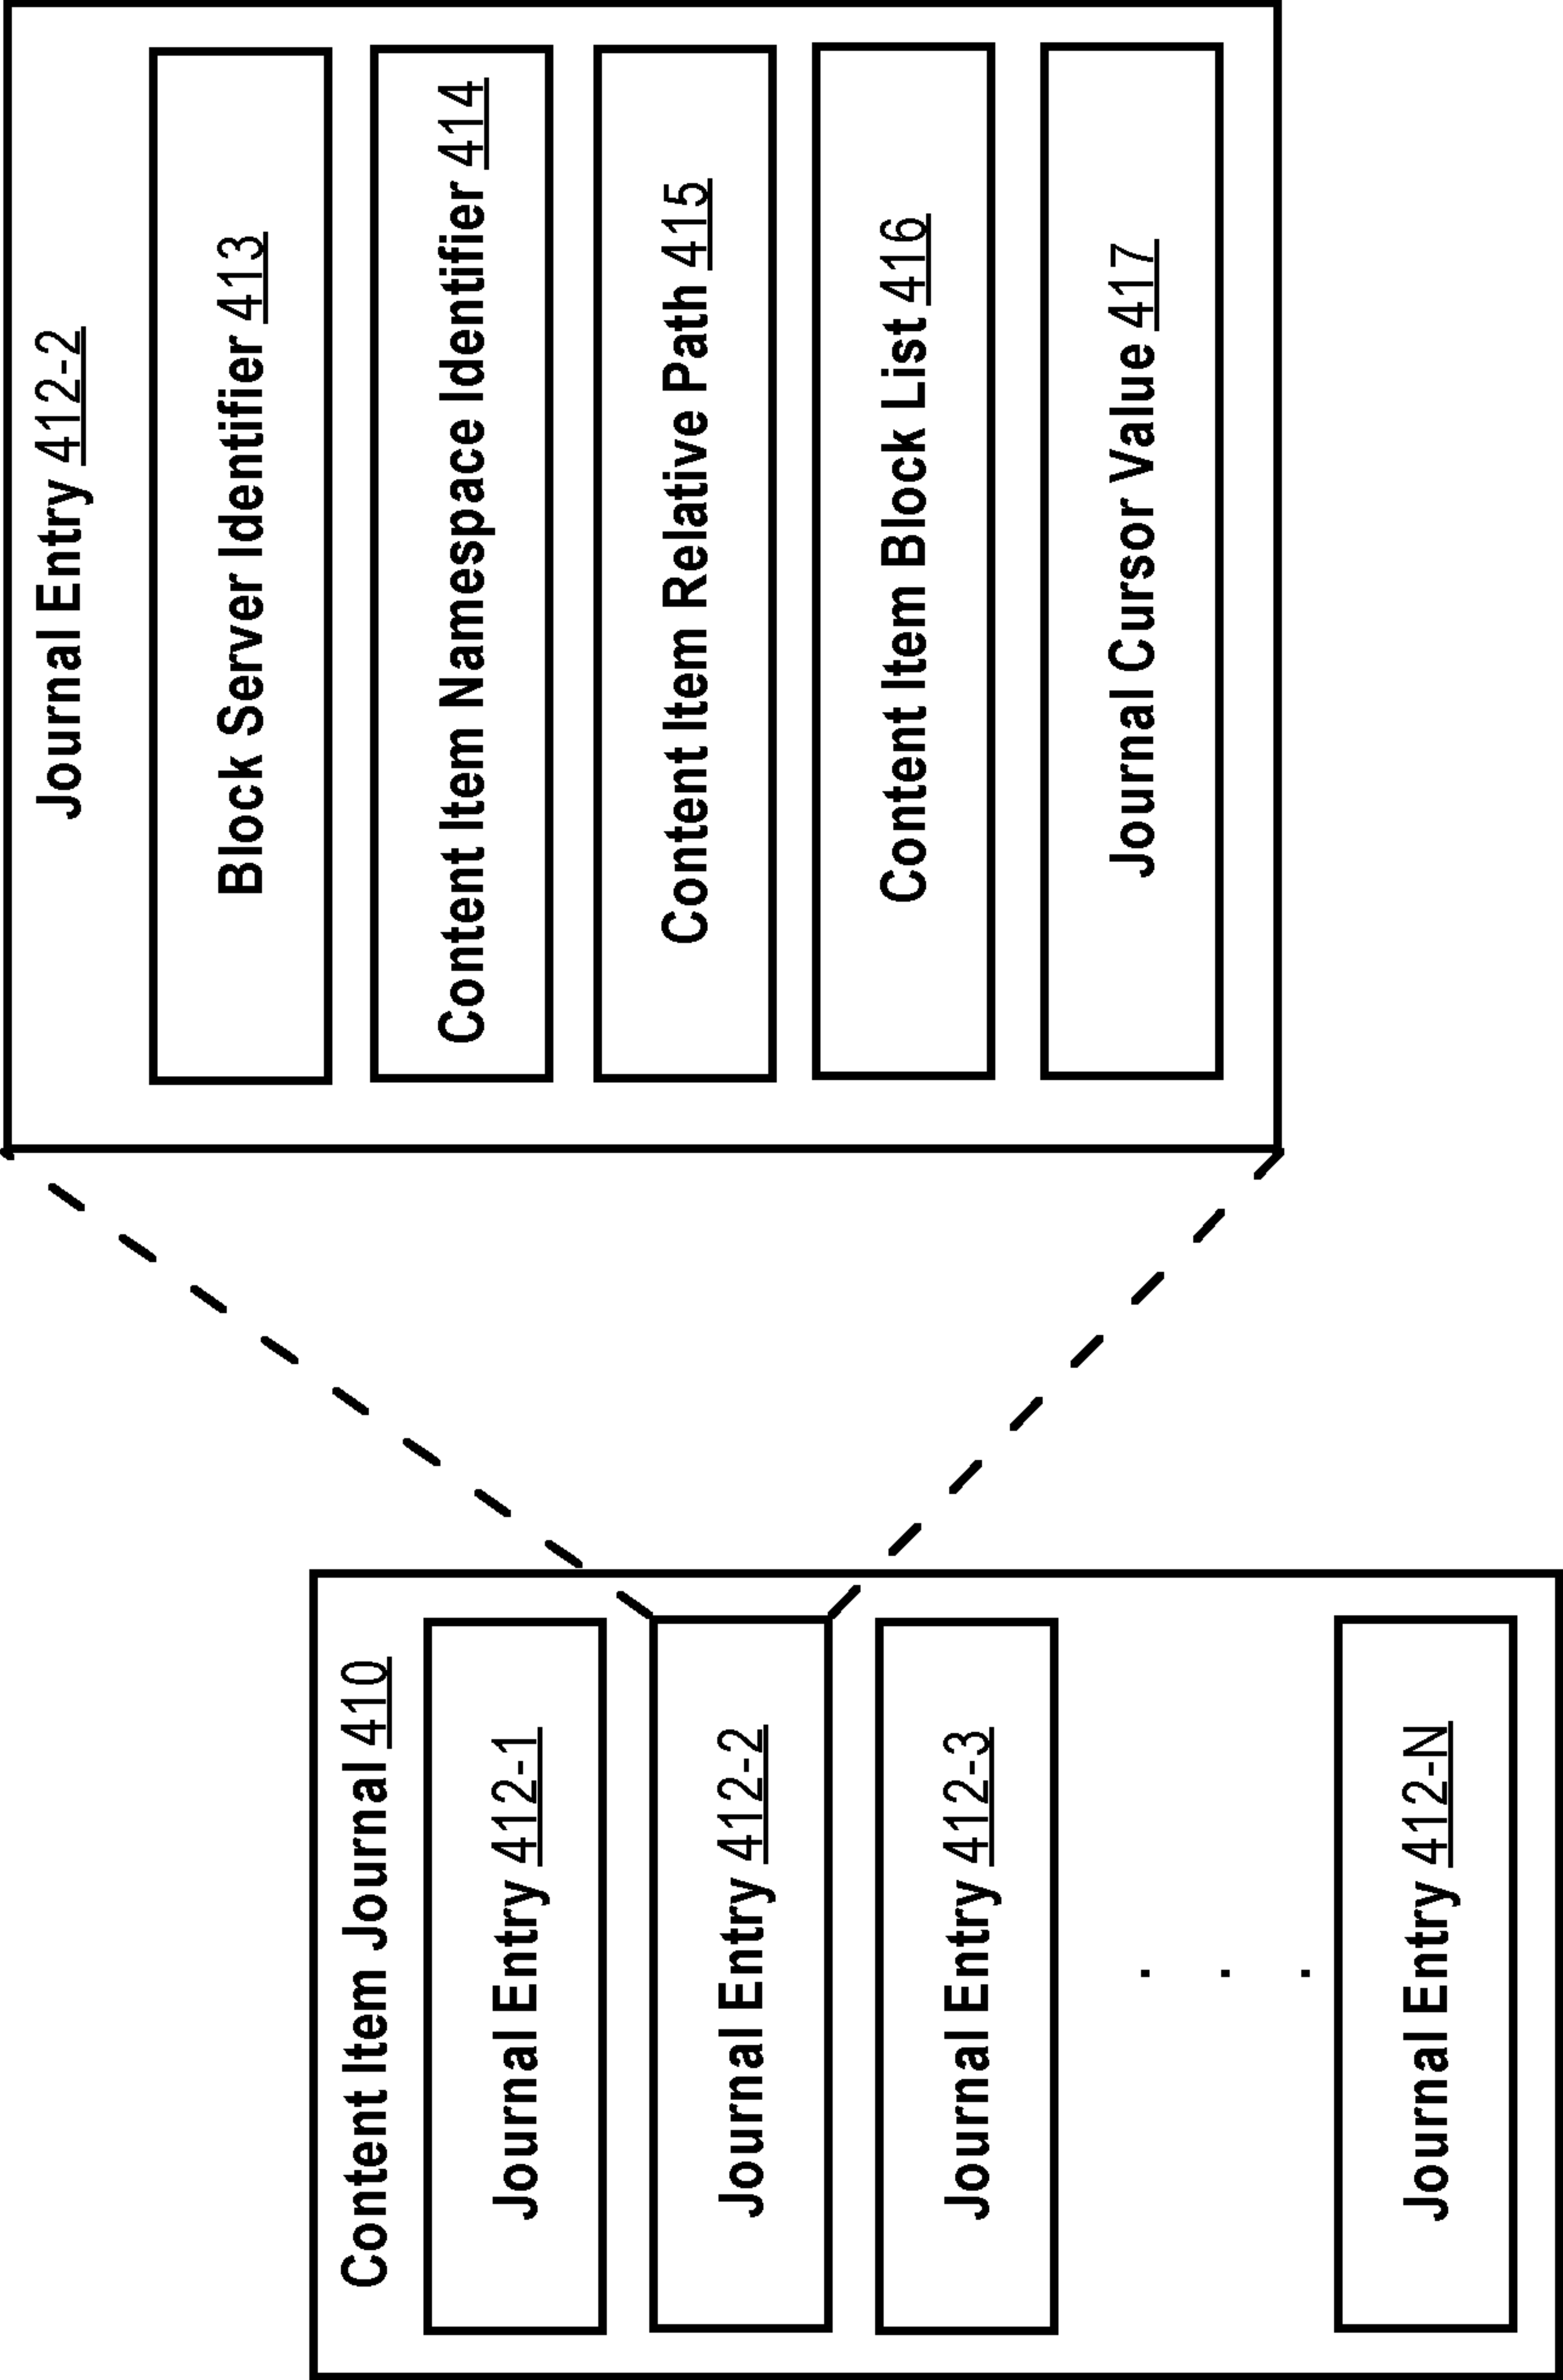 Content Item Journal 410
Journal Entry 412-1
Journal Entry 412-2
Journal Entry 412-3
. . .
Journal Entry 412-N
Journal Entry 412-2
Block Server Identifier 413
Content Item Namespace Identifier 414
Content Item Relative Path 415
Content Item Block List 416
Journal Cursor Value 417